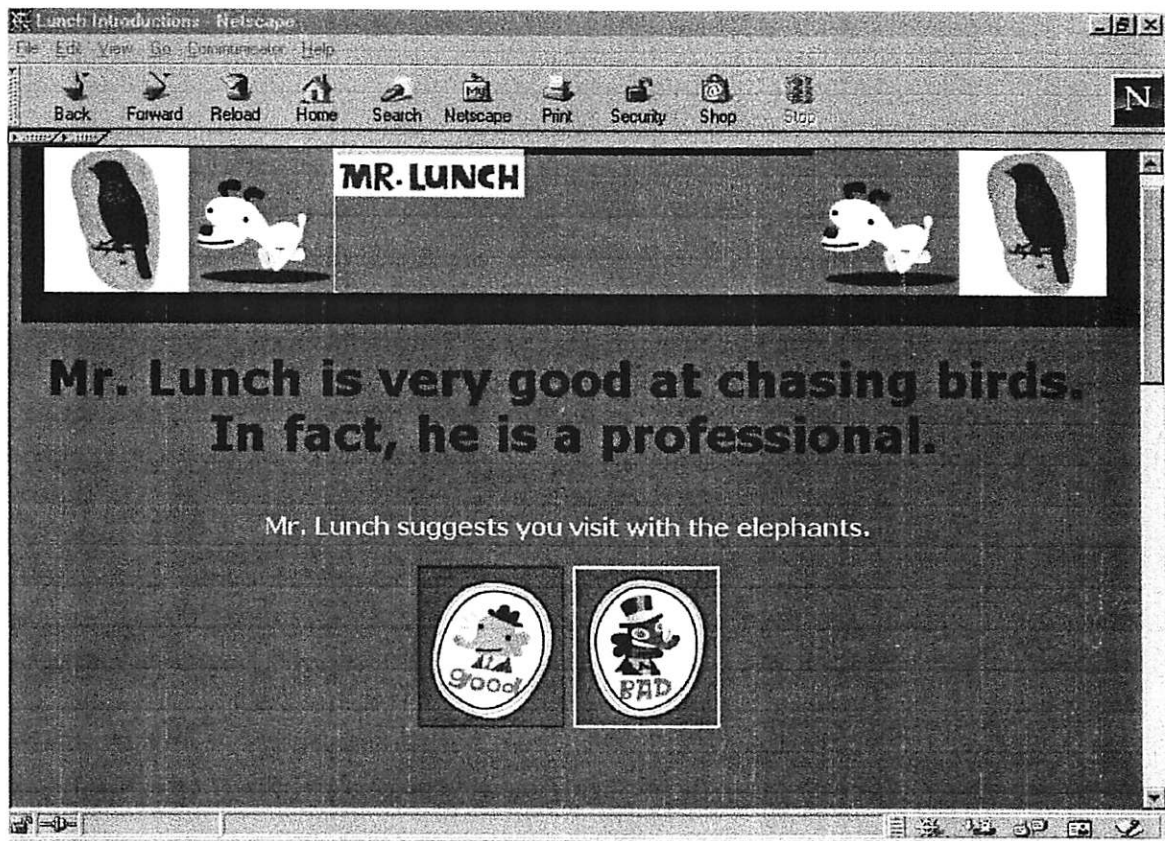 Lunch Introductions - Netscape
File Edit View Go Communicator Help
Back Forward Reload Home Search Netscape Print Security Shop Stop
My
N
MR. LUNCH
Mr. Lunch is very good at chasing birds.
In fact, he is a professional.
Mr. Lunch suggests you visit with the elephants.
good BAD